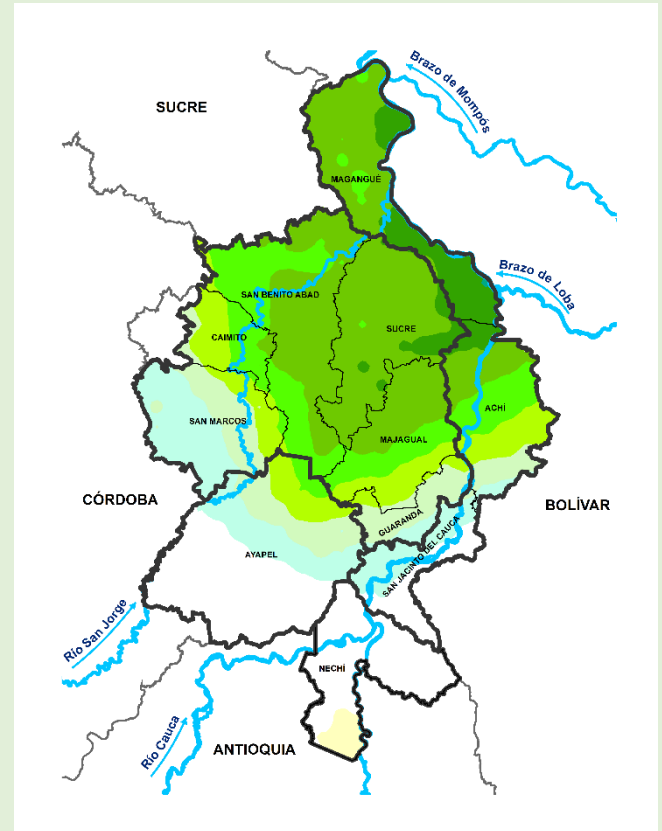 Brazo de Mompós
SUCRE
MAGANGUÉ
Brazo de Loba
SAN BENITO ABAD
SUCRE
CAIMITO
ACHÍ
SAN MARCOS
MAJAGUAL
CÓRDOBA
BOLÍVAR
GUARANDA
AYAPEL
SAN JACINTO DEL CAUCA
Río San Jorge
NECHÍ
Río Cauca
ANTIOQUIA